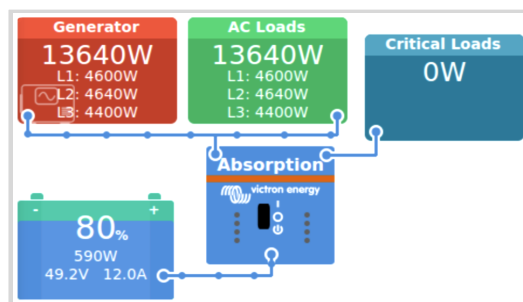 Generator
13640W
L1: 4600W
L2: 4640W
L3: 4400W
AC Loads
13640W
L1: 4600W
L2: 4640W
L3: 4400W
Critical Loads
0W
Absorption
victron energy
- +
80%
590W
49.2V 12.0A